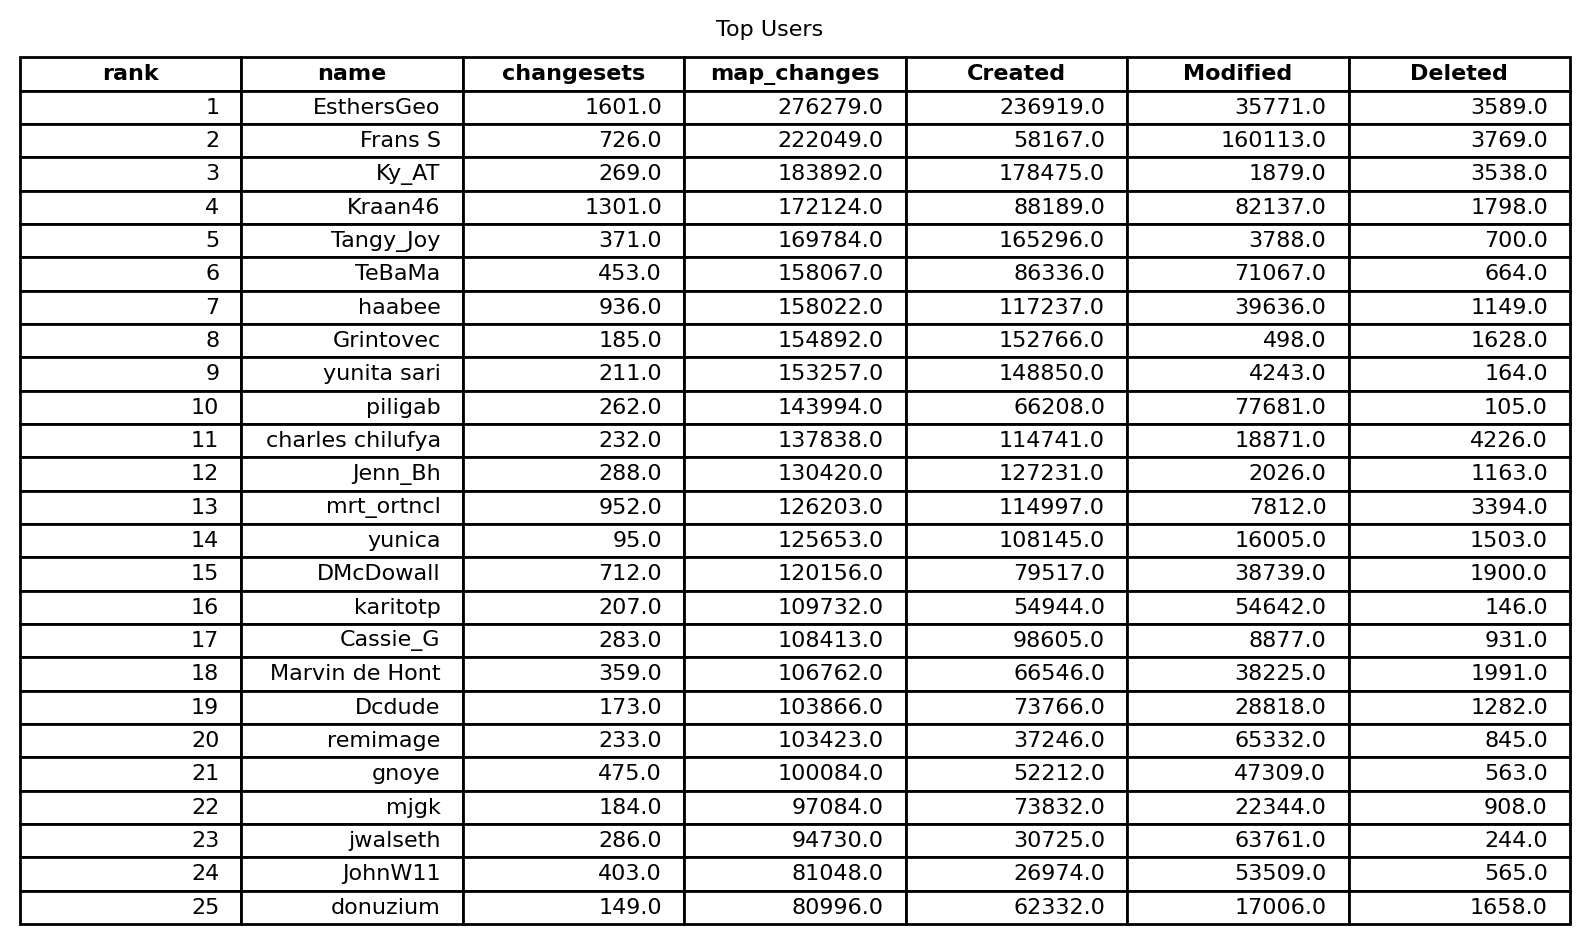 Top Users
rank name changesets map_changes Created Modified Deleted
1 EsthersGeo 1601.0 276279.0 236919.0 35771.0 3589.0
2 Frans S 726.0 222049.0 58167.0 160113.0 3769.0
3 Ky_AT 269.0 183892.0 178475.0 1879.0 3538.0
4 Kraan46 1301.0 172124.0 88189.0 82137.0 1798.0
5 Tangy_Joy 371.0 169784.0 165296.0 3788.0 700.0
6 TeBaMa 453.0 158067.0 86336.0 71067.0 664.0
7 haabee 936.0 158022.0 117237.0 39636.0 1149.0
8 Grintovec 185.0 154892.0 152766.0 498.0 1628.0
9 yunita sari 211.0 153257.0 148850.0 4243.0 164.0
10 piligab 262.0 143994.0 66208.0 77681.0 105.0
11 charles chilufya 232.0 137838.0 114741.0 18871.0 4226.0
12 Jenn_Bh 288.0 130420.0 127231.0 2026.0 1163.0
13 mrt_ortncl 952.0 126203.0 114997.0 7812.0 3394.0
14 yunica 95.0 125653.0 108145.0 16005.0 1503.0
15 DMcDowall 712.0 120156.0 79517.0 38739.0 1900.0
16 karitotp 207.0 109732.0 54944.0 54642.0 146.0
17 Cassie_G 283.0 108413.0 98605.0 8877.0 931.0
18 Marvin de Hont 359.0 106762.0 66546.0 38225.0 1991.0
19 Dcdude 173.0 103866.0 73766.0 28818.0 1282.0
20 remimage 233.0 103423.0 37246.0 65332.0 845.0
21 gnoye 475.0 100084.0 52212.0 47309.0 563.0
22 mjgk 184.0 97084.0 73832.0 22344.0 908.0
23 jwalseth 286.0 94730.0 30725.0 63761.0 244.0
24 JohnW11 403.0 81048.0 26974.0 53509.0 565.0
25 donuzium 149.0 80996.0 62332.0 17006.0 1658.0